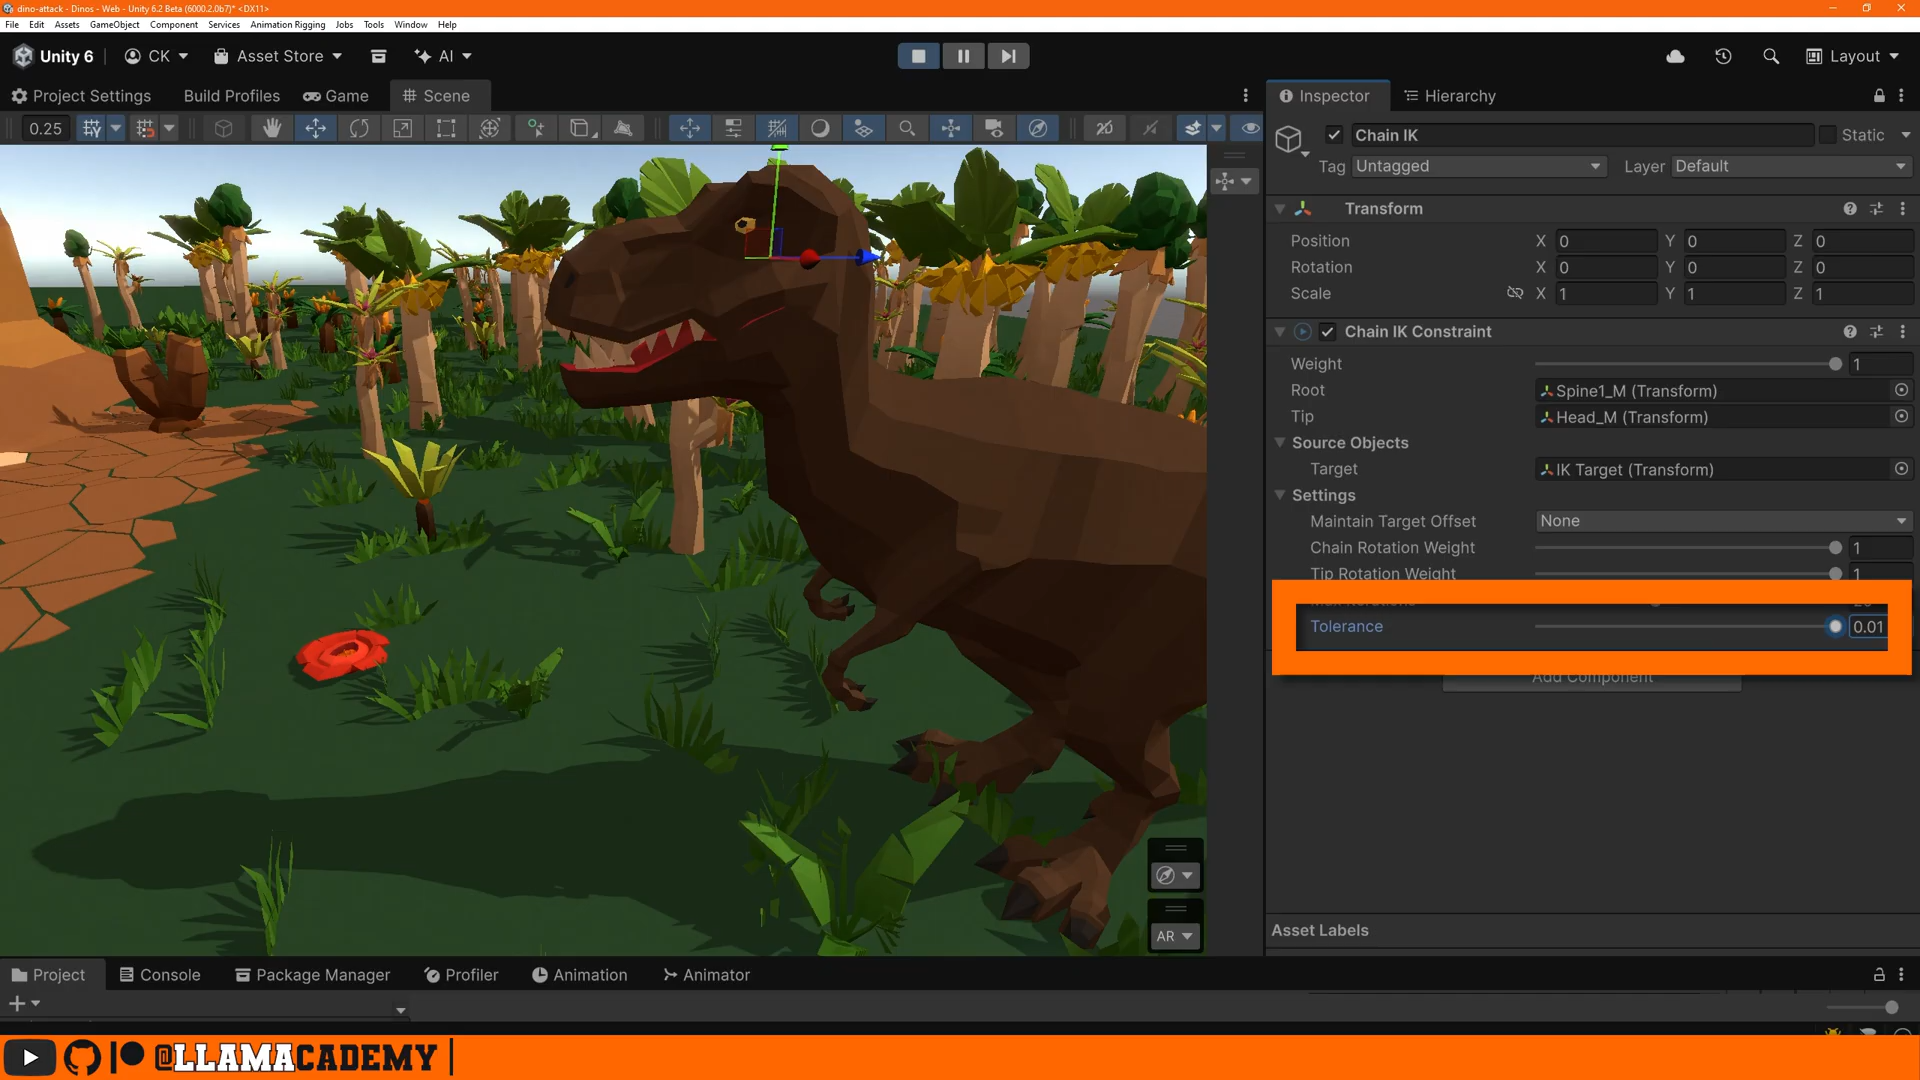 dino-attack - Dinos - Web - Unity 6.2 Beta (6000.2.0b7)* <DX11>
File Edit Assets GameObject Component Services Animation Rigging Jobs Tools Window Help
Unity 6 CK Asset Store AI Layout
Project Settings Build Profiles Game Scene
Inspector Hierarchy
0.25 2D
Chain IK Static
Tag Untagged Layer Default
Transform
Position X 0 Y 0 Z 0
Rotation X 0 Y 0 Z 0
Scale X 1 Y 1 Z 1
Chain IK Constraint
Weight 1
Root Spine1_M (Transform)
Tip Head_M (Transform)
Source Objects
Target IK Target (Transform)
Settings
Maintain Target Offset None
Chain Rotation Weight 1
Tip Rotation Weight 1
Tolerance 0.01
Add Component
AR
Asset Labels
Project Console Package Manager Profiler Animation Animator
@LLAMACADEMY